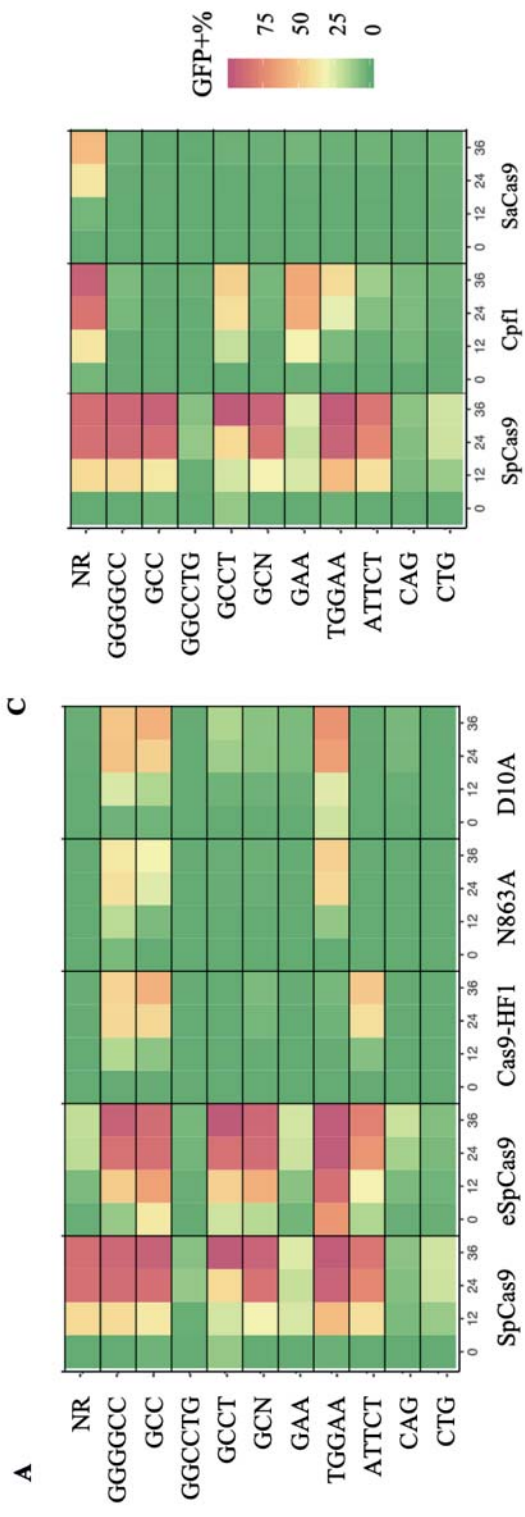 A
NR
GGGGCC
GCC
GGCCTG
GCCT
GCN
GAA
TGGAA
ATTCT
CAG
CTG
0 12 24 36 0 12 24 36 0 12 24 36 0 12 24 36 0 12 24 36
SpCas9 eSpCas9 Cas9-HF1 N863A D10A
C
NR
GGGGCC
GCC
GGCCTG
GCCT
GCN
GAA
TGGAA
ATTCT
CAG
CTG
0 12 24 36 0 12 24 36 0 12 24 36
SpCas9 Cpf1 SaCas9
GFP+%
75
50
25
0